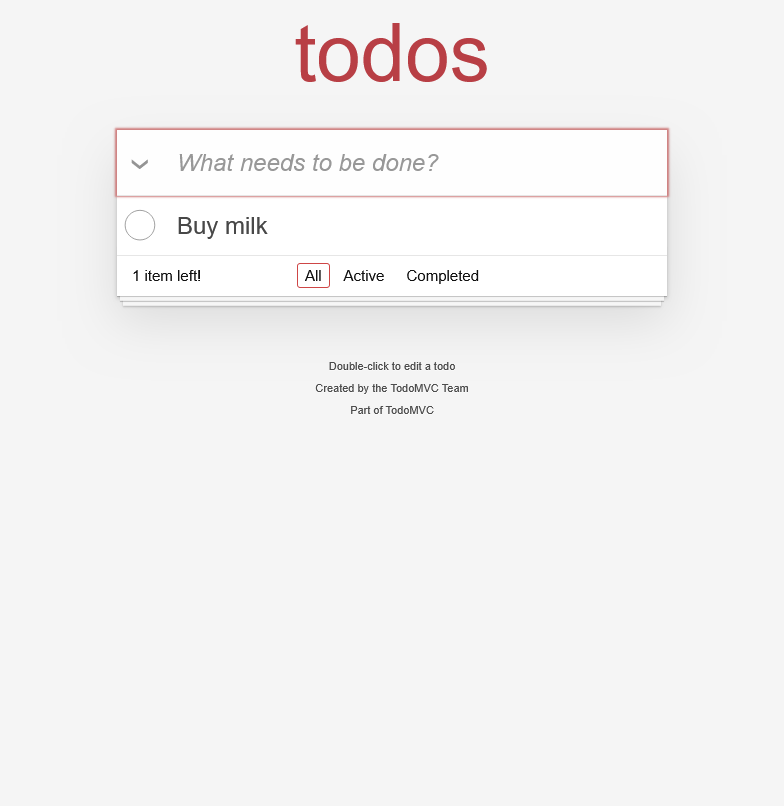 todos
What needs to be done?
Buy milk
1 item left!
All
Active
Completed
Double-click to edit a todo
Created by the TodoMVC Team
Part of TodoMVC